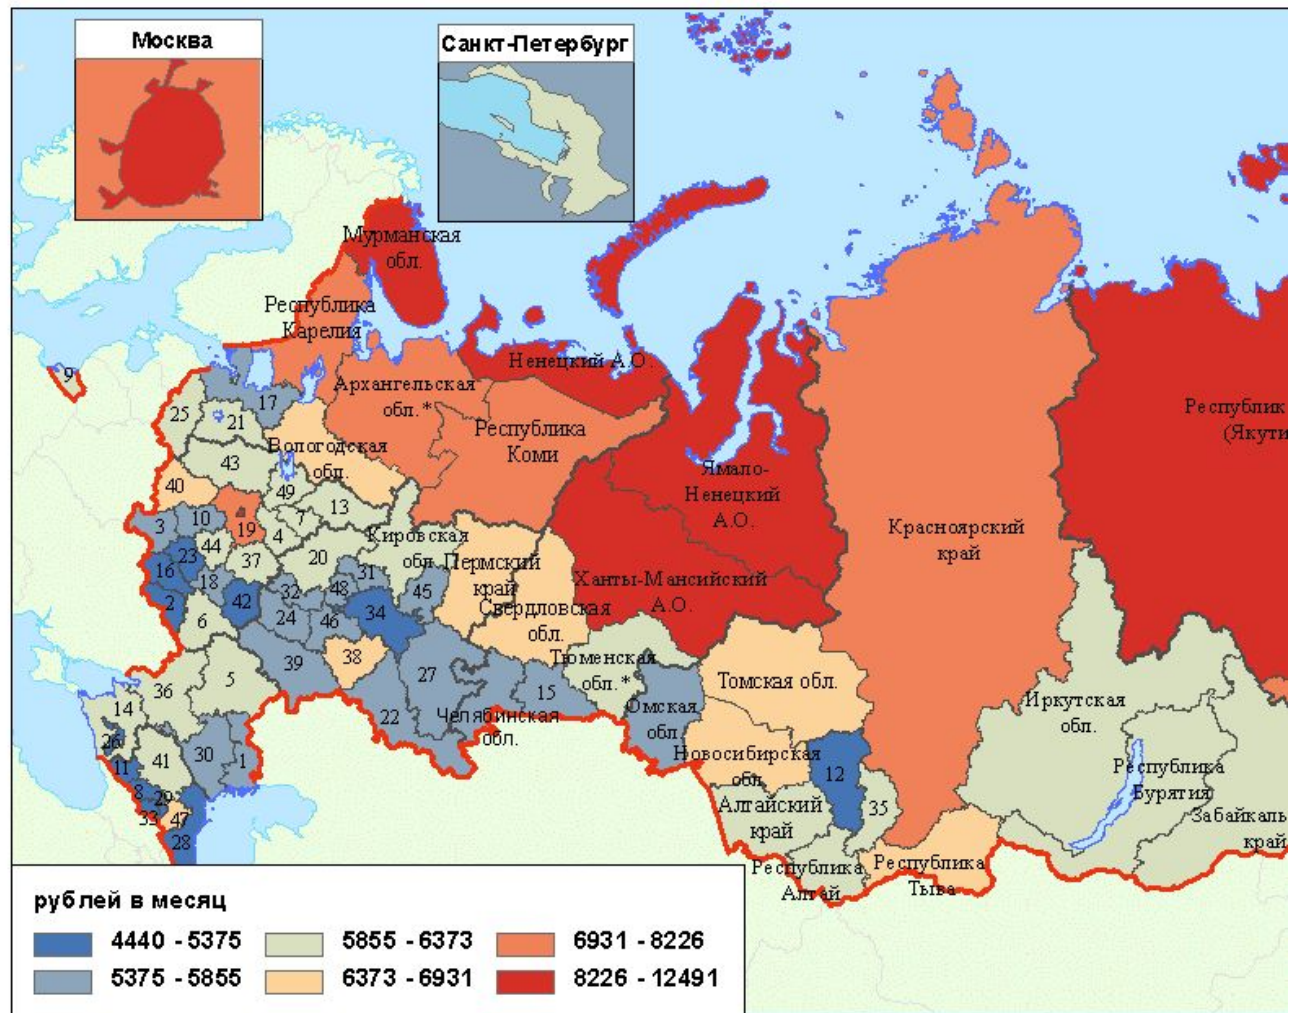 Москва
Санкт-Петербург
Мурманская
обл.
Республика
Карелия
9
Ненецкий А.О.
Архангельская
обл.*
17
25
21
Республика
Коми
Республик
(Якути
Вологодская
обл.
43
Ямало-
Ненецкий
А.О.
40
49
13
3
10
19
7
4
Кировская
обл.
Красноярский
край
23
44
37
20
Пермский
край
16
18
31
Ханты-Мансийский
А.О.
2
42
32
48
45
Свердловская
обл.
6
24
46
34
39
38
27
Тюменская
обл.*
5
15
Томская обл.
36
14
22
Челябинская
обл.
Омская
обл.
Иркутская
обл.
26
41
30
1
Новосибирская
обл.
12
11
Республика
Бурятия
8
29
Алтайский
край
35
33
47
Забайкаль
край
28
Республика
Алтай
Республика
Тыва
рублей в месяц
4440 - 5375
5855 - 6373
6931 - 8226
5375 - 5855
6373 - 6931
8226 - 12491